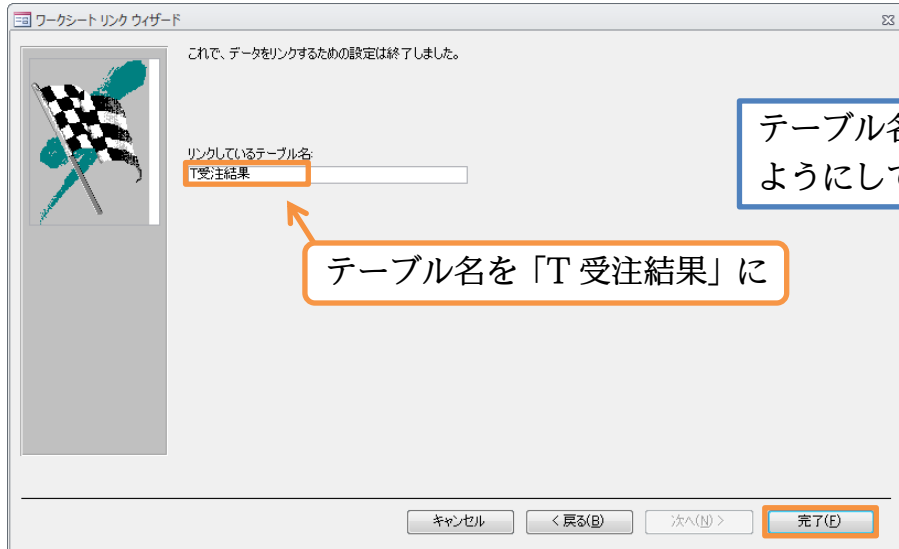 ワークシート リンク ウィザード
これで、データをリンクするための設定は終了しました。
テーブル名
ようにして
リンクしているテーブル名:
T受注結果
テーブル名を「T 受注結果」に
キャンセル
< 戻る(B)
次へ(N) >
完了(F)